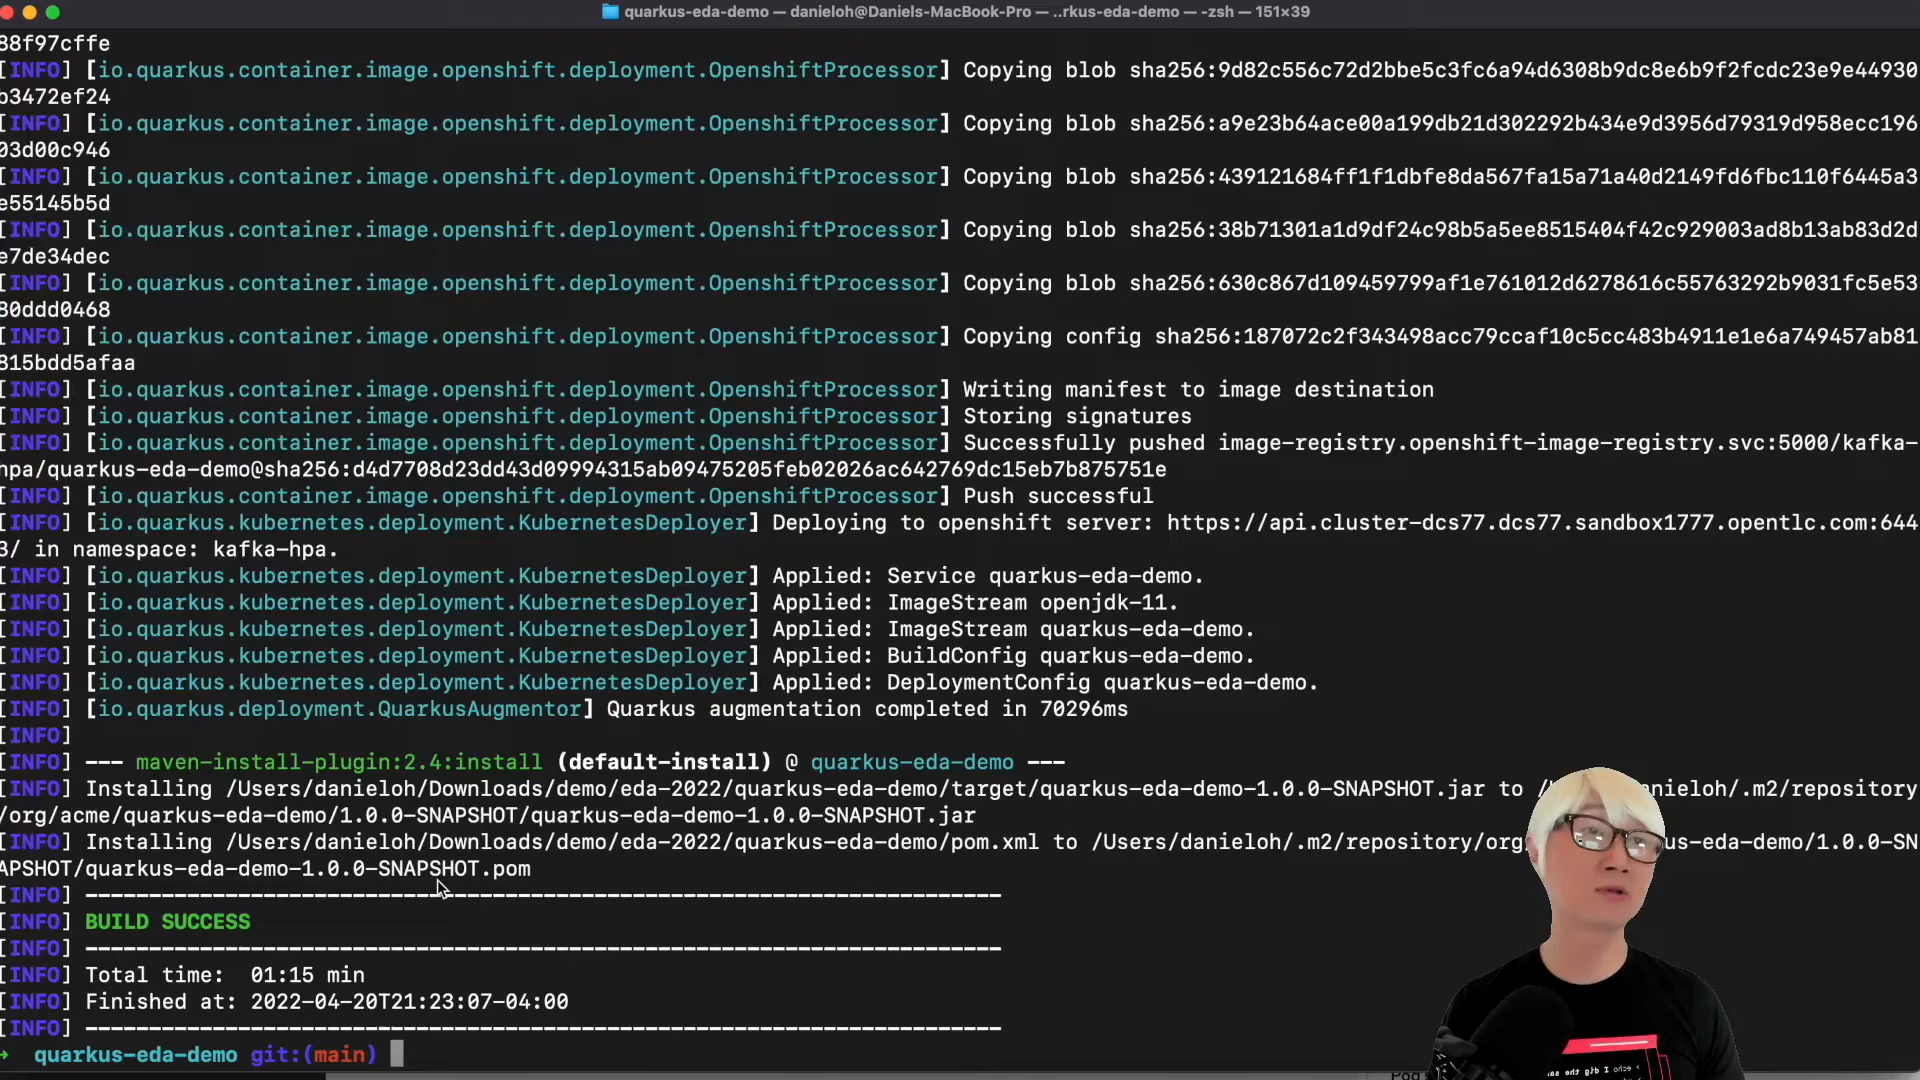 quarkus-eda-demo — danieloh@Daniels-MacBook-Pro — ..rkus-eda-demo — -zsh — 151×39
88f97cffe
[INFO] [io.quarkus.container.image.openshift.deployment.OpenshiftProcessor] Copying blob sha256:9d82c556c72d2bbe5c3fc6a94d6308b9dc8e6b9f2fcdc23e9e44930
b3472ef24
[INFO] [io.quarkus.container.image.openshift.deployment.OpenshiftProcessor] Copying blob sha256:a9e23b64ace00a199db21d302292b434e9d3956d79319d958ecc196
03d00c946
[INFO] [io.quarkus.container.image.openshift.deployment.OpenshiftProcessor] Copying blob sha256:439121684ff1f1dbfe8da567fa15a71a40d2149fd6fbc110f6445a3
e55145b5d
[INFO] [io.quarkus.container.image.openshift.deployment.OpenshiftProcessor] Copying blob sha256:38b71301a1d9df24c98b5a5ee8515404f42c929003ad8b13ab83d2d
e7de34dec
[INFO] [io.quarkus.container.image.openshift.deployment.OpenshiftProcessor] Copying blob sha256:630c867d109459799af1e761012d6278616c55763292b9031fc5e53
80ddd0468
[INFO] [io.quarkus.container.image.openshift.deployment.OpenshiftProcessor] Copying config sha256:187072c2f343498acc79ccaf10c5cc483b4911e1e6a749457ab81
815bdd5afaa
[INFO] [io.quarkus.container.image.openshift.deployment.OpenshiftProcessor] Writing manifest to image destination
[INFO] [io.quarkus.container.image.openshift.deployment.OpenshiftProcessor] Storing signatures
[INFO] [io.quarkus.container.image.openshift.deployment.OpenshiftProcessor] Successfully pushed image-registry.openshift-image-registry.svc:5000/kafka-
hpa/quarkus-eda-demo@sha256:d4d7708d23dd43d09994315ab09475205feb02026ac642769dc15eb7b875751e
[INFO] [io.quarkus.container.image.openshift.deployment.OpenshiftProcessor] Push successful
[INFO] [io.quarkus.kubernetes.deployment.KubernetesDeployer] Deploying to openshift server: https://api.cluster-dcs77.dcs77.sandbox1777.opentlc.com:644
3/ in namespace: kafka-hpa.
[INFO] [io.quarkus.kubernetes.deployment.KubernetesDeployer] Applied: Service quarkus-eda-demo.
[INFO] [io.quarkus.kubernetes.deployment.KubernetesDeployer] Applied: ImageStream openjdk-11.
[INFO] [io.quarkus.kubernetes.deployment.KubernetesDeployer] Applied: ImageStream quarkus-eda-demo.
[INFO] [io.quarkus.kubernetes.deployment.KubernetesDeployer] Applied: BuildConfig quarkus-eda-demo.
[INFO] [io.quarkus.kubernetes.deployment.KubernetesDeployer] Applied: DeploymentConfig quarkus-eda-demo.
[INFO] [io.quarkus.deployment.QuarkusAugmentor] Quarkus augmentation completed in 70296ms
[INFO]
[INFO] --- maven-install-plugin:2.4:install (default-install) @ quarkus-eda-demo ---
[INFO] Installing /Users/danieloh/Downloads/demo/eda-2022/quarkus-eda-demo/target/quarkus-eda-demo-1.0.0-SNAPSHOT.jar to /U nieloh/.m2/repository
/org/acme/quarkus-eda-demo/1.0.0-SNAPSHOT/quarkus-eda-demo-1.0.0-SNAPSHOT.jar
[INFO] Installing /Users/danieloh/Downloads/demo/eda-2022/quarkus-eda-demo/pom.xml to /Users/danieloh/.m2/repository/org us-eda-demo/1.0.0-SN
APSHOT/quarkus-eda-demo-1.0.0-SNAPSHOT.pom
[INFO] ------------------------------------------------------------------------
[INFO] BUILD SUCCESS
[INFO] ------------------------------------------------------------------------
[INFO] Total time:  01:15 min
[INFO] Finished at: 2022-04-20T21:23:07-04:00
[INFO] ------------------------------------------------------------------------
➜  quarkus-eda-demo git:(main)